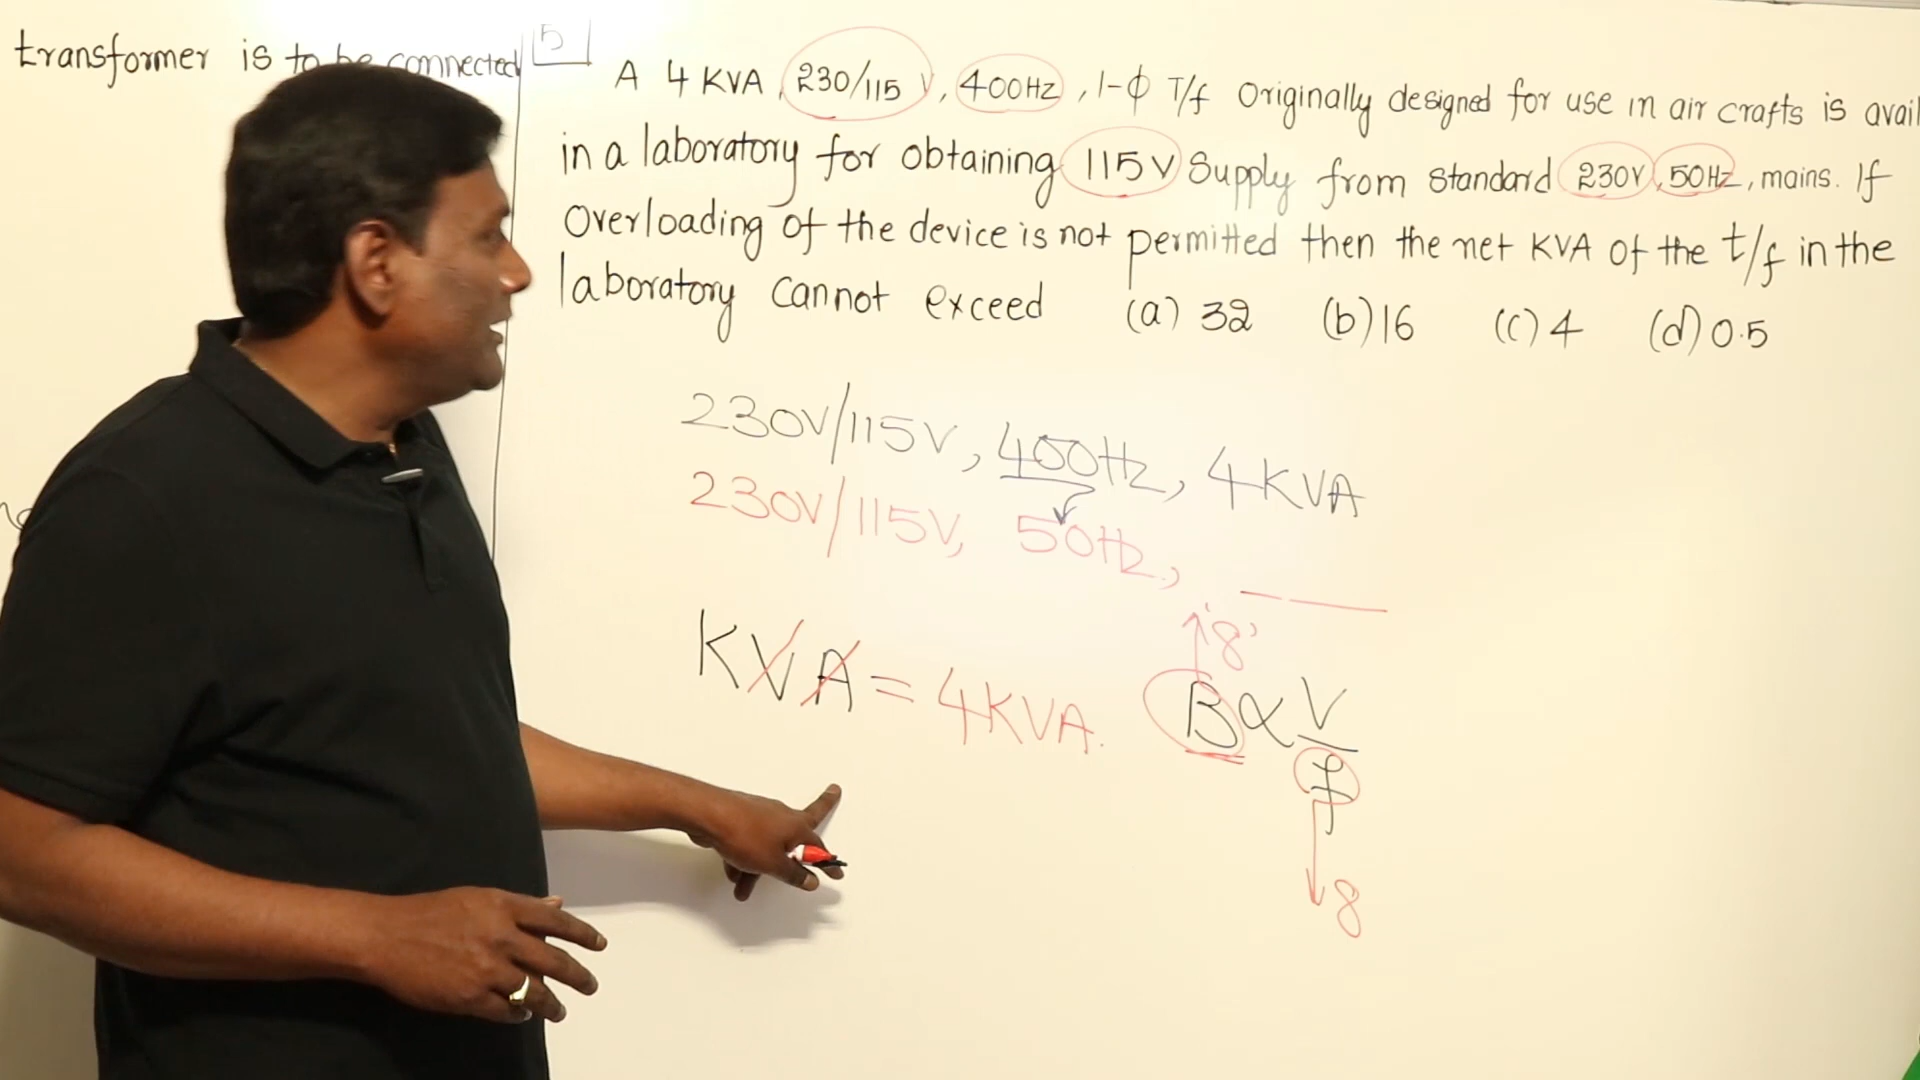 transformer is to be connected
5
A 4 KVA, 230/115 V, 400Hz, 1-ϕ T/f Originally designed for use in air crafts is avail
in a laboratory for obtaining 115V Supply from standard 230V, 50Hz, mains. If
Overloading of the device is not permitted then the net KVA of the t/f in the
laboratory cannot exceed (a) 32 (b) 16 (c) 4 (d) 0.5
230V/115V, 400Hz, 4KVA
230V/115V, 50Hz,
'8'
KVA = 4KVA. B ∝ V/f
8